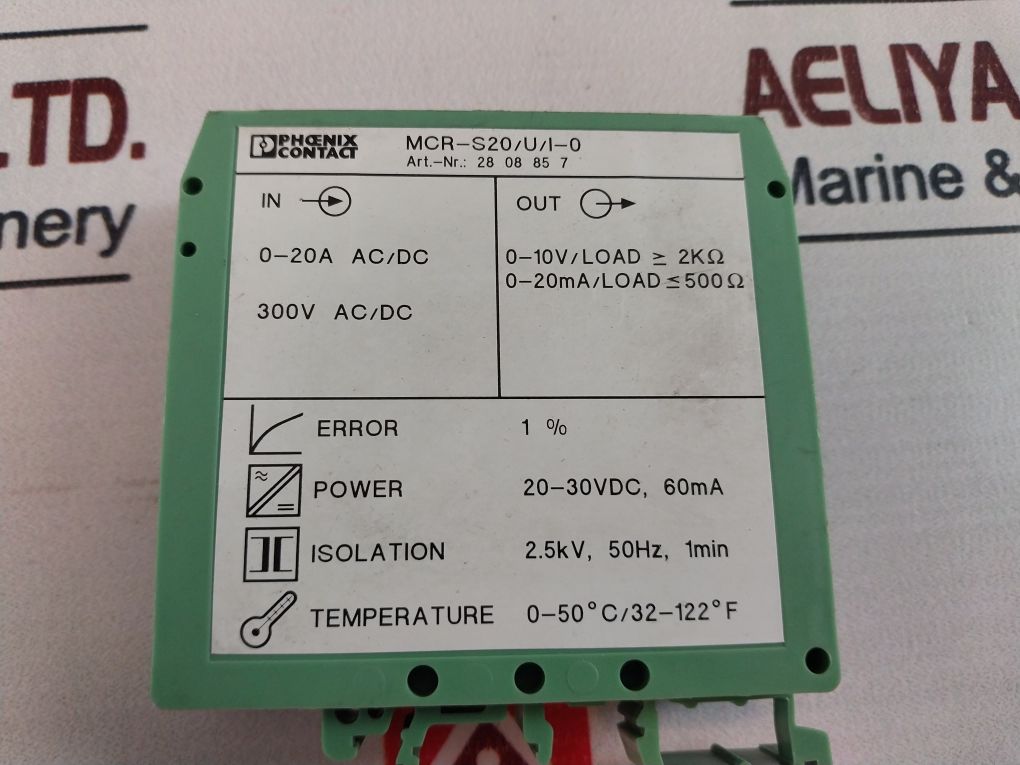 LTD.
nery
AELIYA
Marine &
PHOENIX
CONTACT
MCR-S20/U/I-0
Art.-Nr.: 28 08 85 7
IN
0-20A AC/DC
300V AC/DC
OUT
0-10V/LOAD ≥ 2KΩ
0-20mA/LOAD ≤500Ω
ERROR 1 %
POWER 20-30VDC, 60mA
ISOLATION 2.5kV, 50Hz, 1min
TEMPERATURE 0-50°C/32-122°F